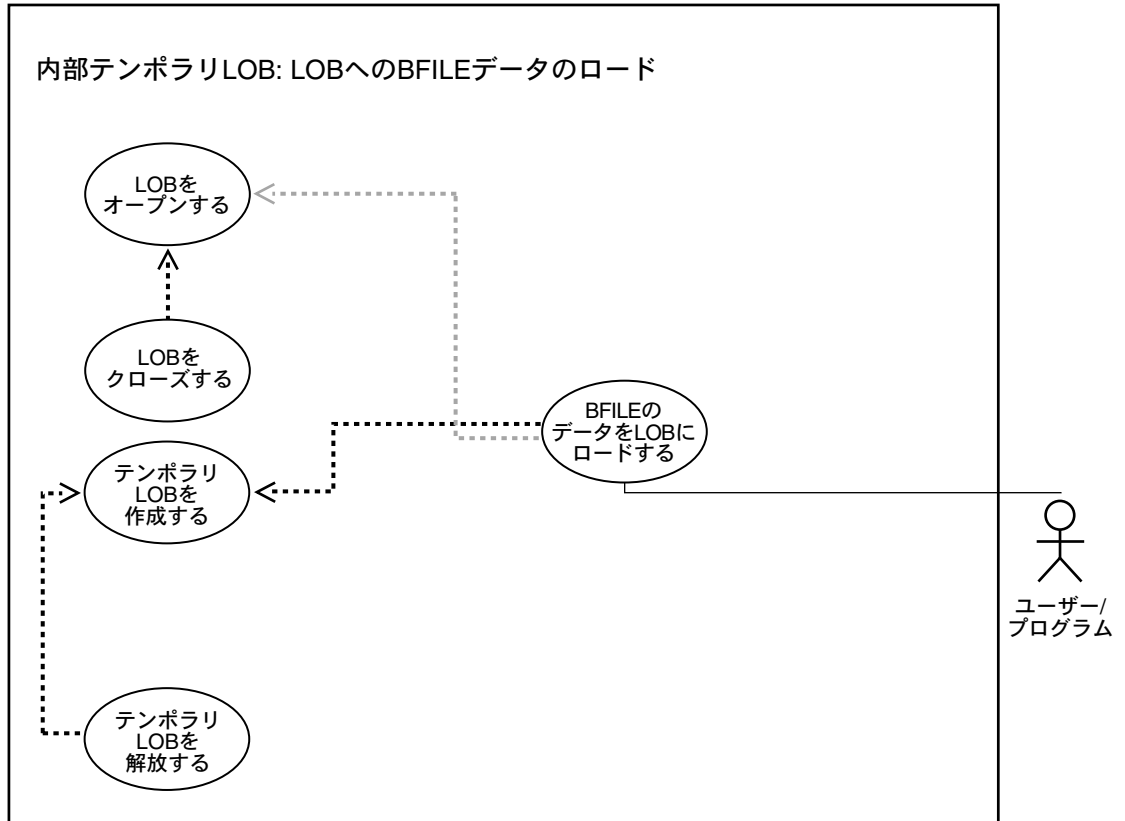 内部テンポラリLOB: LOBへのBFILEデータのロード
LOBを
オープンする
LOBを
クローズする
BFILEの
データをLOBに
ロードする
テンポラリ
LOBを
作成する
ユーザー/
プログラム
テンポラリ
LOBを
解放する